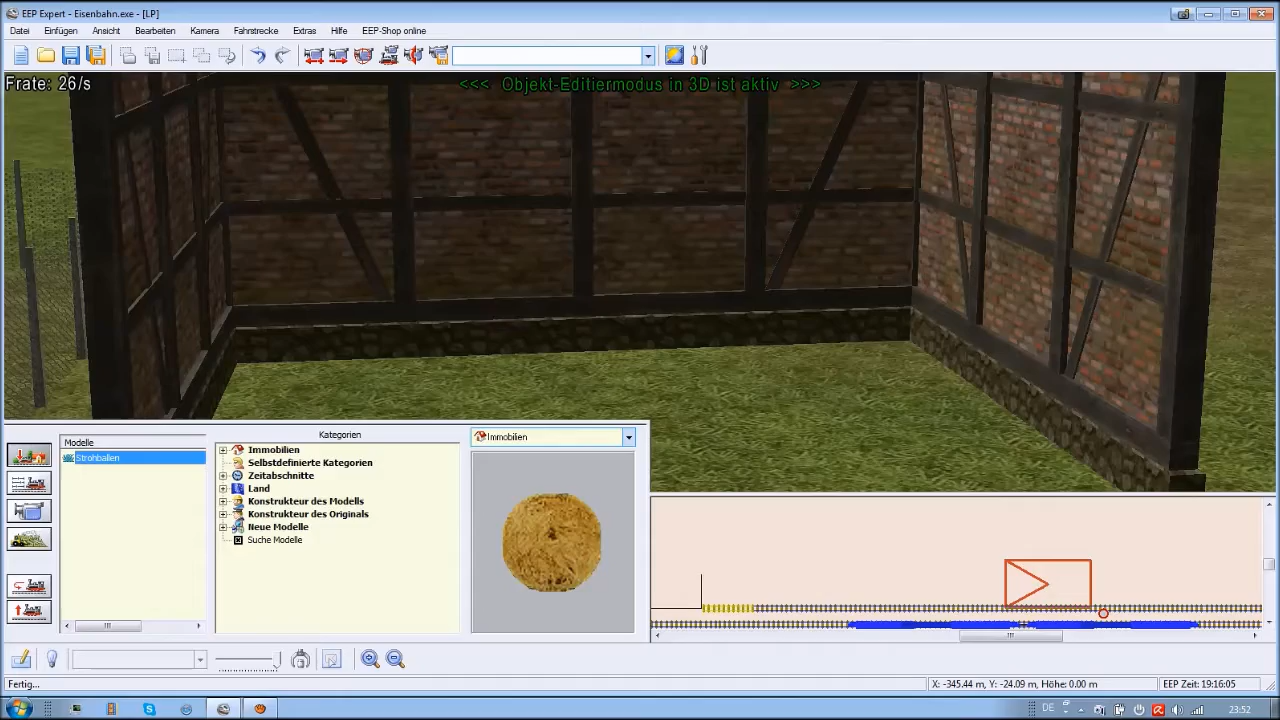 EEP Expert - Eisenbahn.exe - [LP]
Datei Einfügen Ansicht Bearbeiten Kamera Fahrstrecke Extras Hilfe EEP-Shop online
Frate: 26/s
<<< Objekt-Editiermodus in 3D ist aktiv >>>
Modelle
Strohballen
Kategorien
Immobilien
Selbstdefinierte Kategorien
Zeitabschnitte
Land
Konstrukteur des Modells
Konstrukteur des Originals
Neue Modelle
Suche Modelle
Immobilien
Fertig...
X: -345.44 m, Y: -24.09 m, Höhe: 0.00 m
EEP Zeit: 19:16:05
DE
23:52